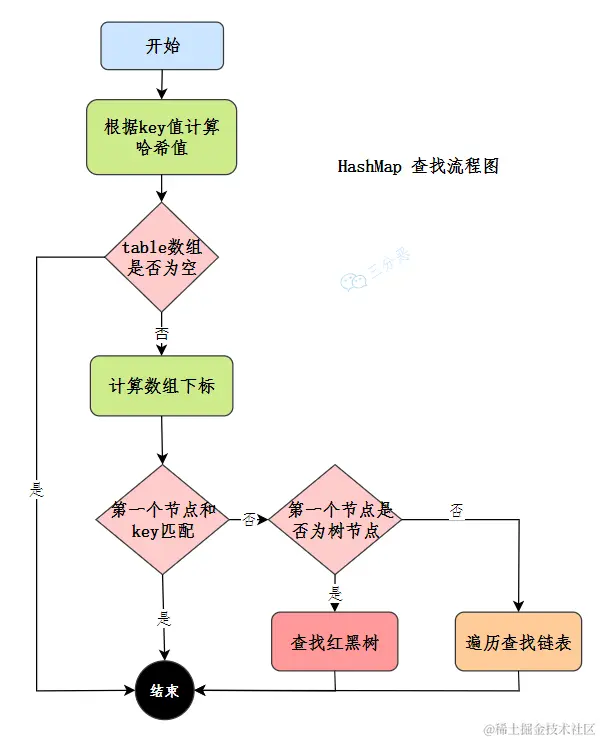 开始
根据key值计算
哈希值
HashMap 查找流程图
table数组
是否为空
三分恶
否
计算数组下标
是
第一个节点和
key匹配
否
第一个节点是
否为树节点
否
是
是
查找红黑树
遍历查找链表
结束
@稀土掘金技术社区